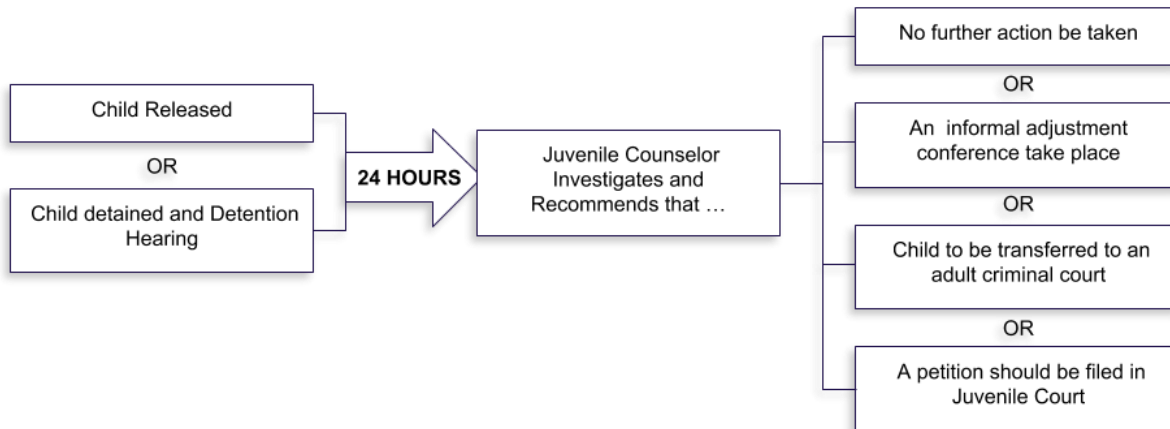 Child Released
OR
Child detained and Detention
Hearing
24 HOURS
Juvenile Counselor
Investigates and
Recommends that …
No further action be taken
OR
An informal adjustment
conference take place
OR
Child to be transferred to an
adult criminal court
OR
A petition should be filed in
Juvenile Court